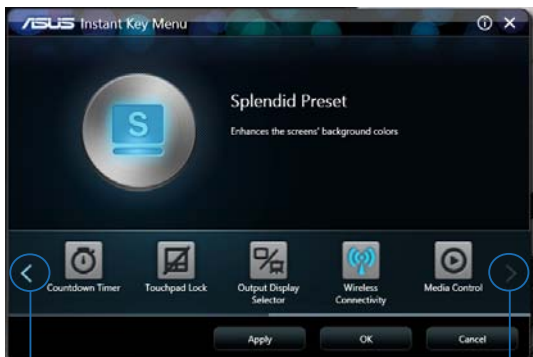 ASUS Instant Key Menu
S
Splendid Preset
Enhances the screens' background colors
Countdown Timer
Touchpad Lock
Output Display
Selector
Wireless
Connectivity
Media Control
Apply
OK
Cancel